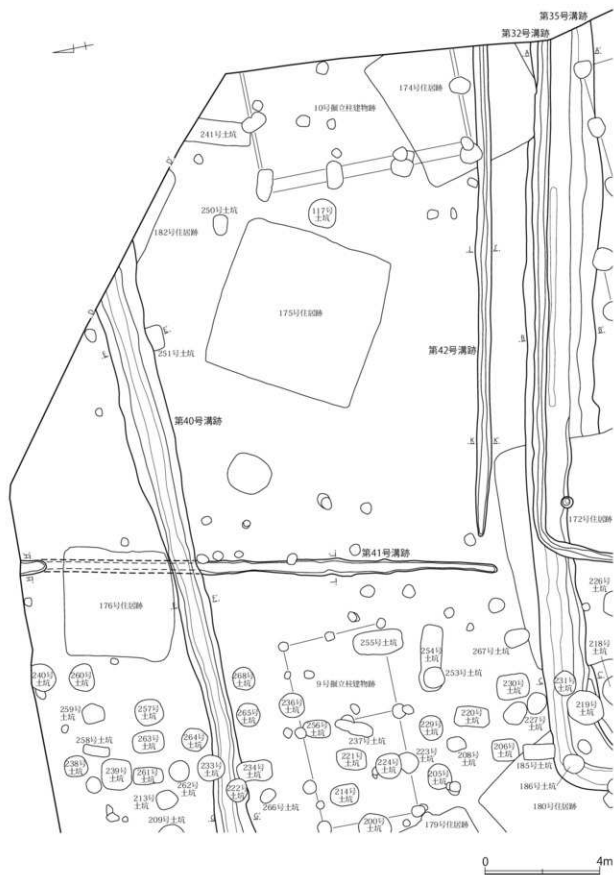 第35号溝跡
第32号溝跡
174号住居跡
10号掘立柱建物跡
241号土坑
250号土坑
117号
土坑
182号住居跡
175号住居跡
251号土坑
第42号溝跡
第40号溝跡
172号住居跡
第41号溝跡
176号住居跡
226号
土坑
218号
土坑
255号土坑
254号
土坑
267号土坑
253号土坑
240号
土坑
260号
土坑
268号
土坑
9号掘立柱建物跡
230号
土坑
231号
土坑
219号
土坑
259号
土坑
257号
土坑
265号
土坑
236号
土坑
256号
土坑
237号土坑
229号
土坑
220号
土坑
227号
土坑
258号土坑
263号
土坑
264号
土坑
221号
土坑
224号
土坑
223号
土坑
208号
土坑
206号
土坑
185号土坑
238号
土坑
239号
土坑
261号
土坑
262号
土坑
233号
土坑
234号
土坑
222号
土坑
205号
土坑
186号土坑
213号
土坑
266号土坑
214号
土坑
180号住居跡
209号
土坑
200号
土坑
179号住居跡
0 4m